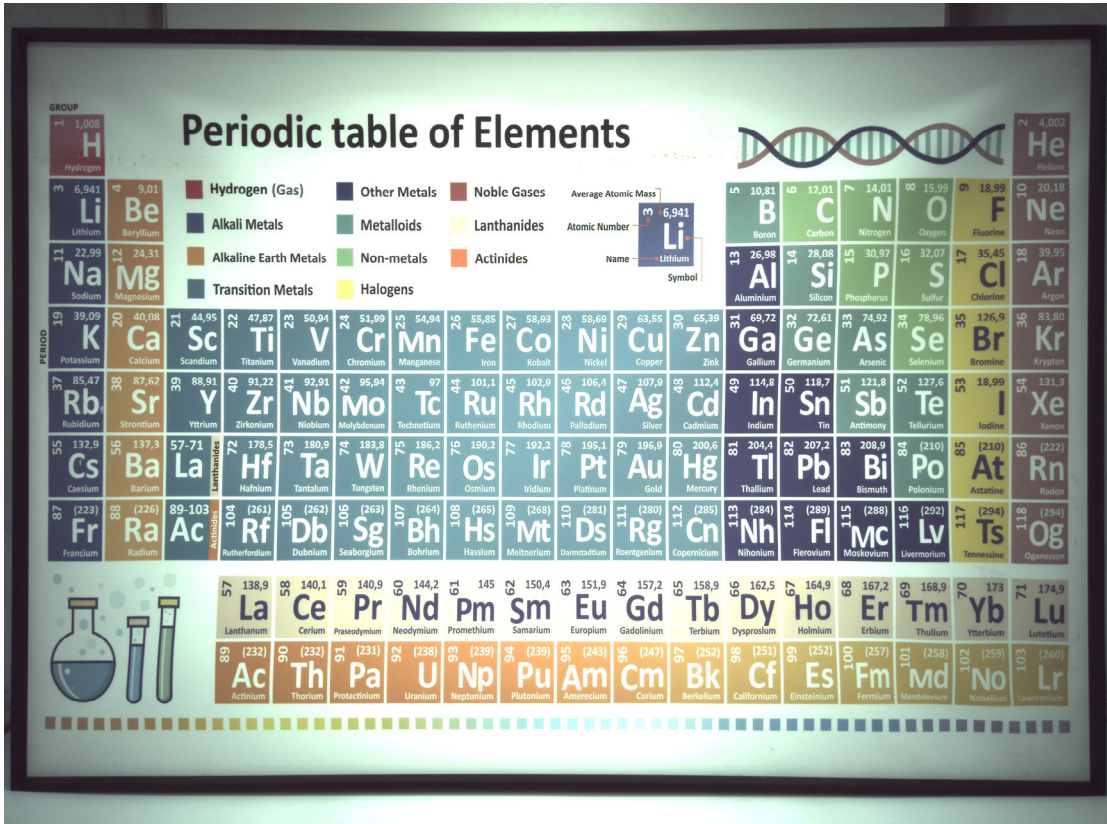 GROUP
1 1,008
H
Hydrogen
Periodic table of Elements
2 4,002
He
Helium
Hydrogen (Gas)
Alkali Metals
Alkaline Earth Metals
Transition Metals
Other Metals
Metalloids
Non-metals
Halogens
Noble Gases
Lanthanides
Actinides
Average Atomic Mass
Atomic Number
3 6,941
Li
Lithium
Name
Symbol
3 6,941 4 9,01 5 10,81 6 12,01 7 14,01 8 15,99 9 18,99 10 20,18
Li Be B C N O F Ne
Lithium Beryllium Boron Carbon Nitrogen Oxygen Fluorine Neon
11 22,99 12 24,31 13 26,98 14 28,08 15 30,97 16 32,07 17 35,45 18 39,95
Na Mg Al Si P S Cl Ar
Sodium Magnesium Aluminium Silicon Phosphorus Sulfur Chlorine Argon
PERIOD
19 39,09 20 40,08 21 44,95 22 47,87 23 50,94 24 51,99 25 54,94 26 55,85 27 58,93 28 58,69 29 63,55 30 65,39 31 69,72 32 72,61 33 74,92 34 78,96 35 126,9 36 83,80
K Ca Sc Ti V Cr Mn Fe Co Ni Cu Zn Ga Ge As Se Br Kr
Potassium Calcium Scandium Titanium Vanadium Chromium Manganese Iron Kobalt Nickel Copper Zink Gallium Germanium Arsenic Selenium Bromine Krypton
37 85,47 38 87,62 39 88,91 40 91,22 41 92,91 42 95,94 43 97 44 101,1 45 102,9 46 106,4 47 107,9 48 112,4 49 114,8 50 118,7 51 121,8 52 127,6 53 18,99 54 131,3
Rb Sr Y Zr Nb Mo Tc Ru Rh Rd Ag Cd In Sn Sb Te I Xe
Rubidium Strontium Yttrium Zirkonium Niobium Molybdenum Technetium Ruthenium Rhodium Palladium Silver Cadmium Indium Tin Antimony Tellurium Iodine Xenon
55 132,9 56 137,3 57-71 72 178,5 73 180,9 74 183,8 75 186,2 76 190,2 77 192,2 78 195,1 79 196,9 80 200,6 81 204,4 82 207,2 83 208,9 84 (210) 85 (210) 86 (222)
Cs Ba La Lanthanides Hf Ta W Re Os Ir Pt Au Hg Tl Pb Bi Po At Rn
Caesium Barium Hafnium Tantalum Tungsten Rhenium Osmium Iridium Platinum Gold Mercury Thallium Lead Bismuth Polonium Astatine Radon
87 (223) 88 (226) 89-103 104 (261) 105 (262) 106 (263) 107 (264) 108 (265) 109 (268) 110 (281) 111 (280) 112 (285) 113 (284) 114 (289) 115 (288) 116 (292) 117 (294) 118 (294)
Fr Ra Ac Actinides Rf Db Sg Bh Hs Mt Ds Rg Cn Nh Fl Mc Lv Ts Og
Francium Radium Rutherfordium Dubnium Seaborgium Bohrium Hassium Meitnerium Darmstadtium Roentgenium Copernicium Nihonium Flerovium Moskovium Livermorium Tennessine Oganesson
57 138,9 58 140,1 59 140,9 60 144,2 61 145 62 150,4 63 151,9 64 157,2 65 158,9 66 162,5 67 164,9 68 167,2 69 168,9 70 173 71 174,9
La Ce Pr Nd Pm Sm Eu Gd Tb Dy Ho Er Tm Yb Lu
Lanthanum Cerium Praseodymium Neodymium Promethium Samarium Europium Gadolinium Terbium Dysprosium Holmium Erbium Thulium Ytterbium Lutetium
89 (232) 90 (232) 91 (231) 92 (238) 93 (239) 94 (239) 95 (243) 96 (247) 97 (252) 98 (251) 99 (252) 100 (257) 101 (258) 102 (259) 103 (260)
Ac Th Pa U Np Pu Am Cm Bk Cf Es Fm Md No Lr
Actinium Thorium Protactinium Uranium Neptunium Plutonium Amerecium Curium Berkelium Californium Einsteinium Fermium Mendelevium Nobelium Lawrencium